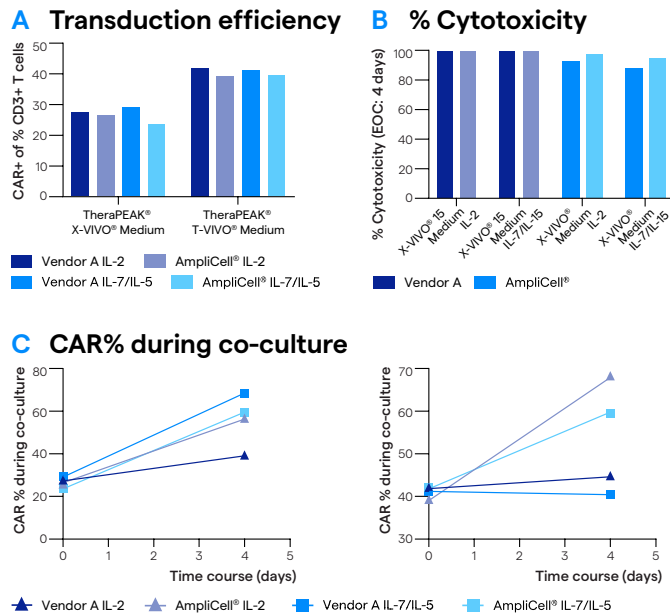 A Transduction efficiency
CAR+ of % CD3+ T cells
50
40
30
20
10
0
TheraPEAK®
X-VIVO® Medium
TheraPEAK®
T-VIVO® Medium
Vendor A IL-2
AmpliCell® IL-2
Vendor A IL-7/IL-5
AmpliCell® IL-7/IL-5
B % Cytotoxicity
% Cytotoxicity (EOC: 4 days)
100
80
60
40
20
0
X-VIVO® 15
Medium
IL-2
X-VIVO® 15
Medium
IL-7/IL-15
X-VIVO®
Medium
IL-2
X-VIVO®
Medium
IL-7/IL-15
Vendor A
AmpliCell®
C CAR% during co-culture
CAR % during co-culture
80
60
40
20
0
0 1 2 3 4 5
Time course (days)
CAR % during co-culture
70
60
50
40
30
0 1 2 3 4 5
Time course (days)
Vendor A IL-2
AmpliCell® IL-2
Vendor A IL-7/IL-5
AmpliCell® IL-7/IL-5